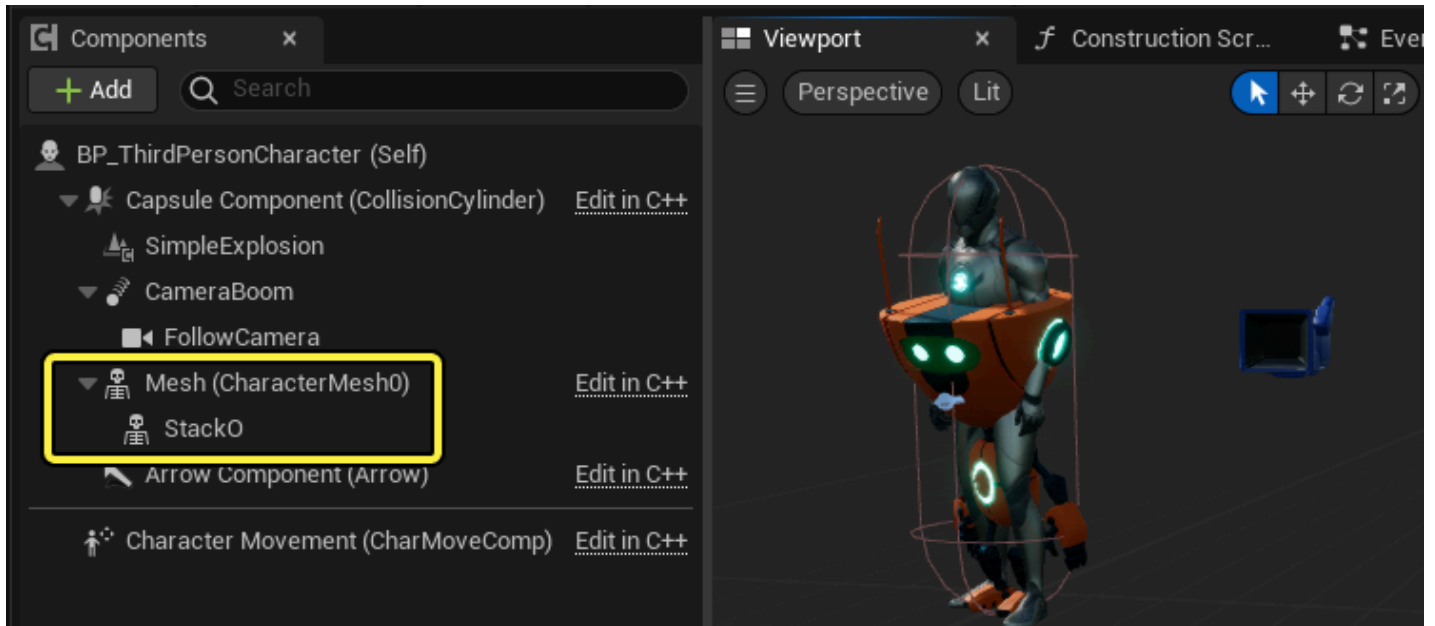 Components
+ Add
Search
BP_ThirdPersonCharacter (Self)
Capsule Component (CollisionCylinder) Edit in C++
SimpleExplosion
CameraBoom
FollowCamera
Mesh (CharacterMesh0) Edit in C++
StackO
Arrow Component (Arrow) Edit in C++
Character Movement (CharMoveComp) Edit in C++
Viewport
Construction Scr...
Perspective
Lit